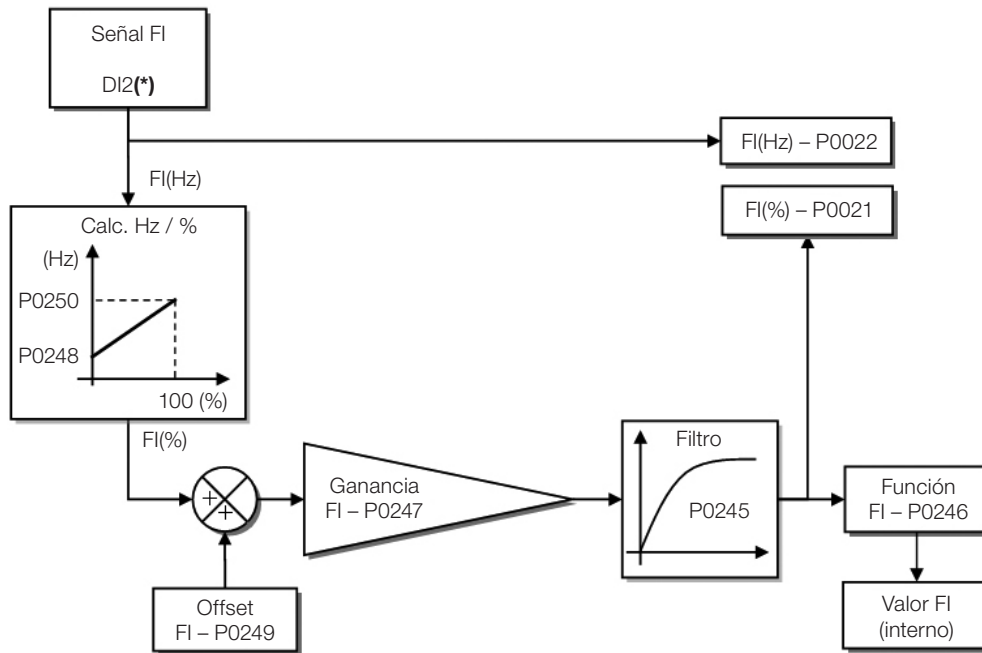 Señal FI
DI2(*)
FI(Hz) – P0022
FI(Hz)
FI(%) – P0021
Calc. Hz / %
(Hz)
P0250
P0248
100 (%)
FI(%)
+
+
Ganancia
FI – P0247
Filtro
P0245
Función
FI – P0246
Offset
FI – P0249
Valor FI
(interno)